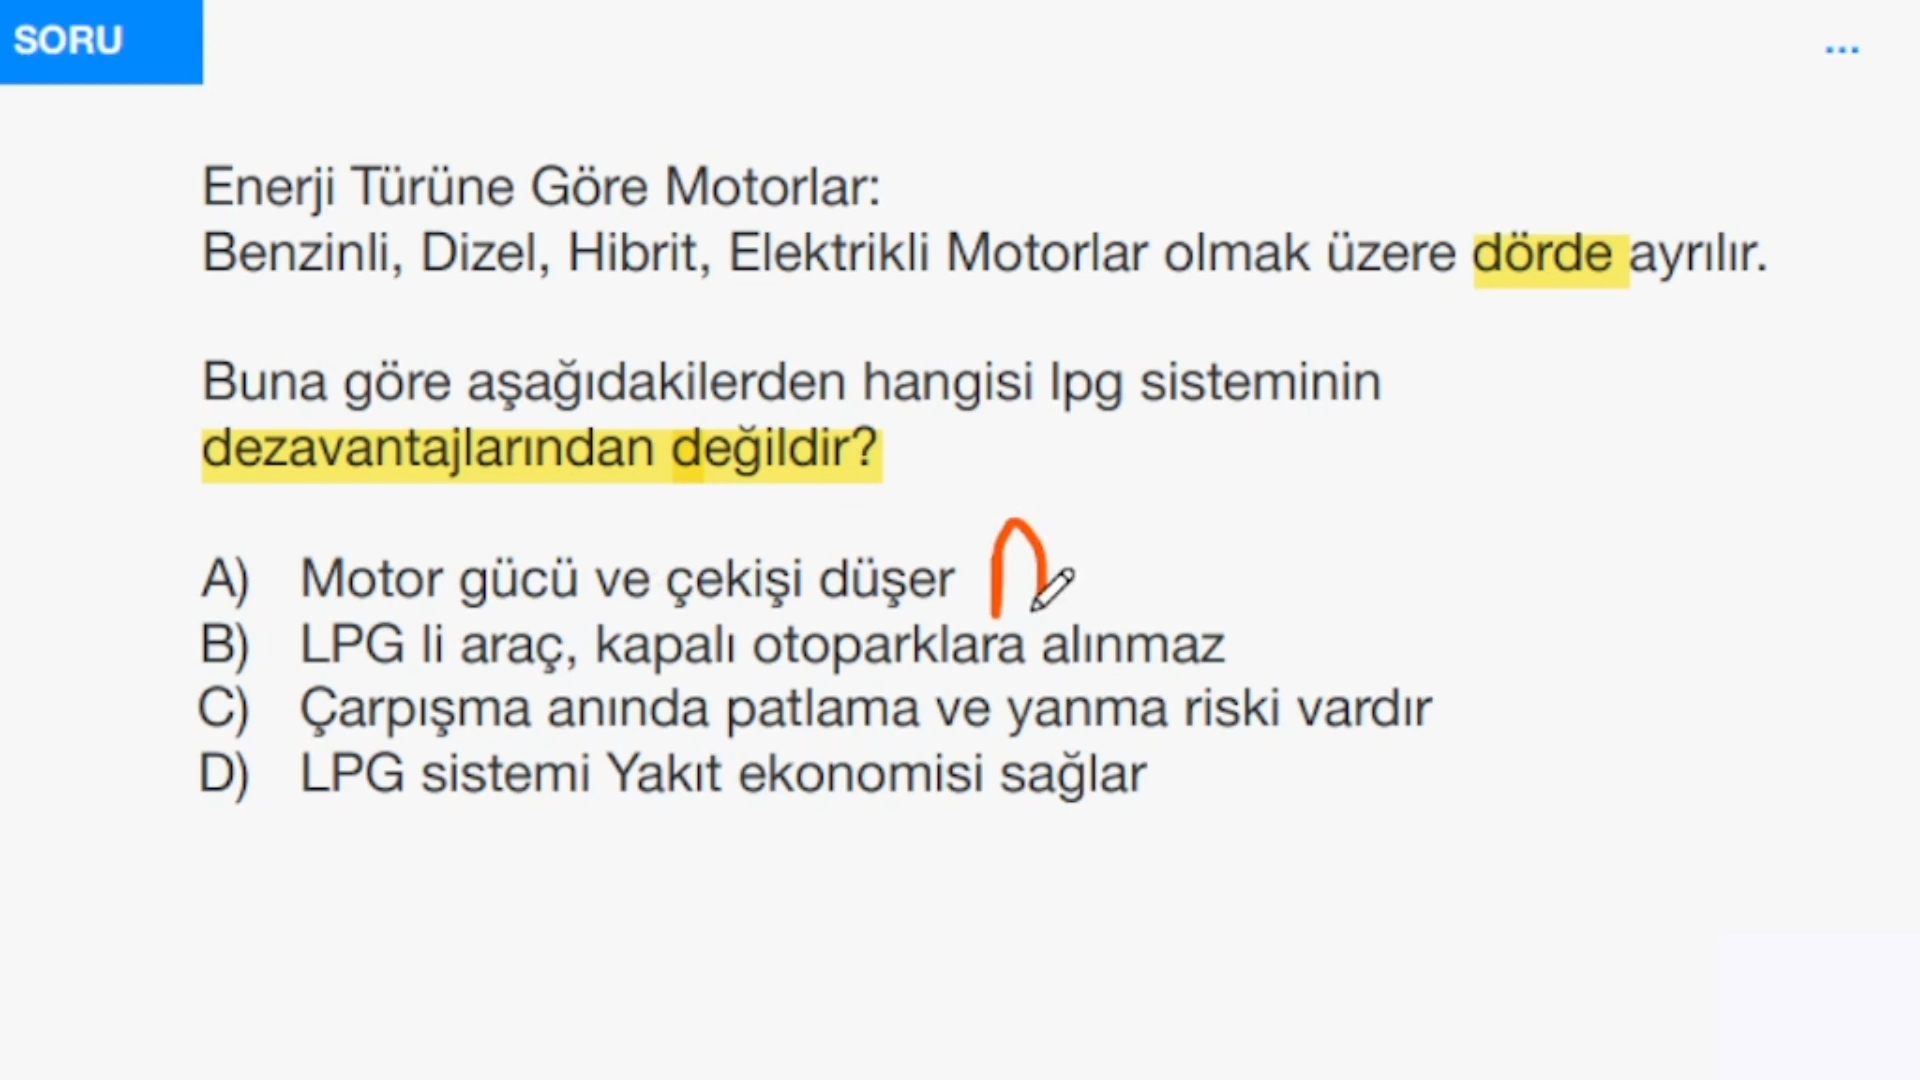 SORU
...
Enerji Türüne Göre Motorlar:
Benzinli, Dizel, Hibrit, Elektrikli Motorlar olmak üzere dörde ayrılır.
Buna göre aşağıdakilerden hangisi lpg sisteminin
dezavantajlarından değildir?
A) Motor gücü ve çekişi düşer
B) LPG li araç, kapalı otoparklara alınmaz
C) Çarpışma anında patlama ve yanma riski vardır
D) LPG sistemi Yakıt ekonomisi sağlar